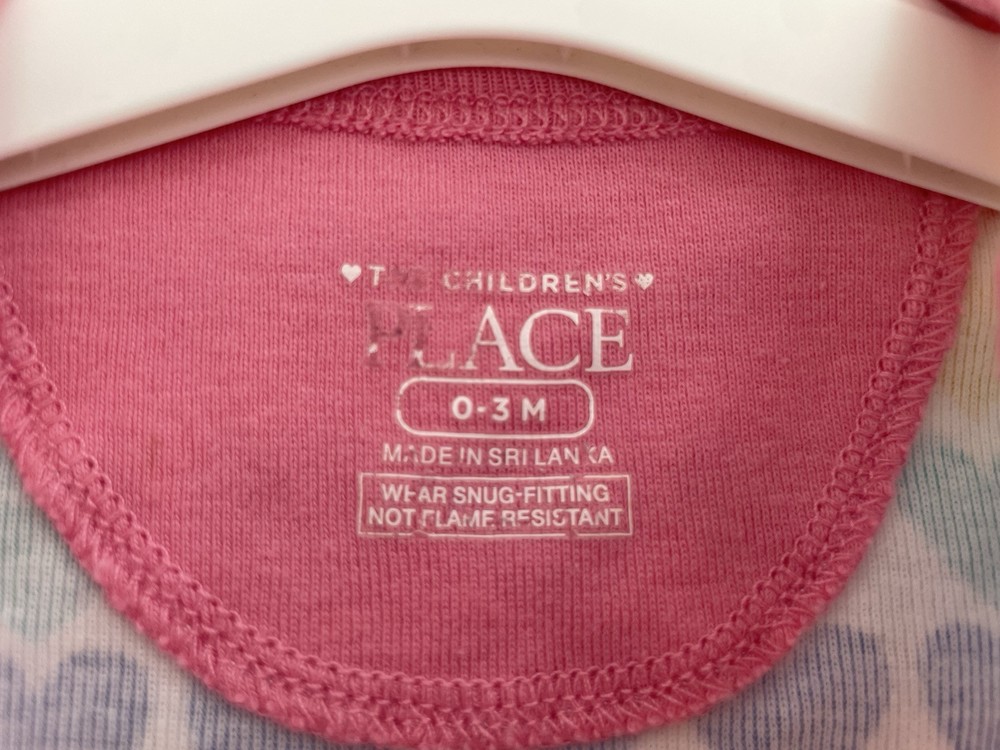 THE CHILDREN'S
PLACE
0-3 M
MADE IN SRI LANKA
WEAR SNUG-FITTING
NOT FLAME RESISTANT